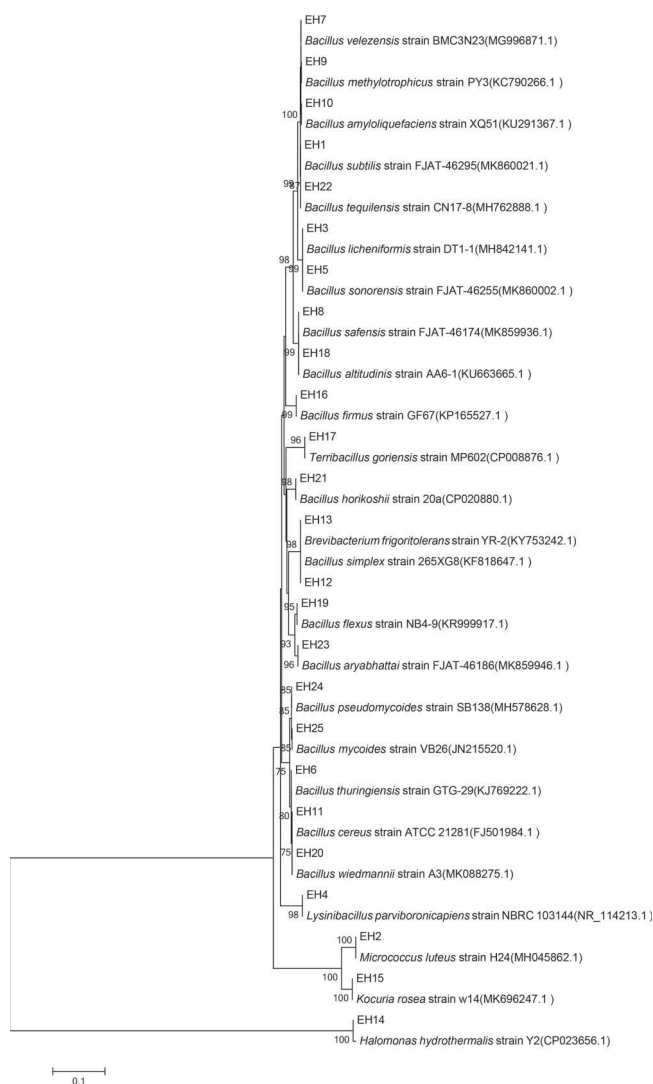 EH7
Bacillus velezensis strain BMC3N23(MG996871.1)
EH9
Bacillus methylotrophicus strain PY3(KC790266.1 )
EH10
100
Bacillus amyloliquefaciens strain XQ51(KU291367.1 )
EH1
Bacillus subtilis strain FJAT-46295(MK860021.1)
99
87
EH22
Bacillus tequilensis strain CN17-8(MH762888.1 )
EH3
Bacillus licheniformis strain DT1-1(MH842141.1)
98
99
EH5
Bacillus sonorensis strain FJAT-46255(MK860002.1 )
EH8
Bacillus safensis strain FJAT-46174(MK859936.1 )
99
EH18
Bacillus altitudinis strain AA6-1(KU663665.1 )
EH16
99
Bacillus firmus strain GF67(KP165527.1 )
96
EH17
Terribacillus goriensis strain MP602(CP008876.1 )
98
EH21
Bacillus horikoshii strain 20a(CP020880.1)
EH13
Brevibacterium frigoritolerans strain YR-2(KY753242.1)
98
Bacillus simplex strain 265XG8(KF818647.1 )
EH12
95
EH19
Bacillus flexus strain NB4-9(KR999917.1)
93
EH23
96
Bacillus aryabhattai strain FJAT-46186(MK859946.1 )
85
EH24
85
Bacillus pseudomycoides strain SB138(MH578628.1 )
EH25
85
Bacillus mycoides strain VB26(JN215520.1)
75
EH6
Bacillus thuringiensis strain GTG-29(KJ769222.1)
80
EH11
Bacillus cereus strain ATCC 21281(FJ501984.1 )
75
EH20
Bacillus wiedmannii strain A3(MK088275.1)
EH4
98
Lysinibacillus parviboronicapiens strain NBRC 103144(NR_114213.1)
100
EH2
Micrococcus luteus strain H24(MH045862.1)
100
EH15
100
Kocuria rosea strain w14(MK696247.1 )
EH14
100
Halomonas hydrothermalis strain Y2(CP023656.1)
0.1